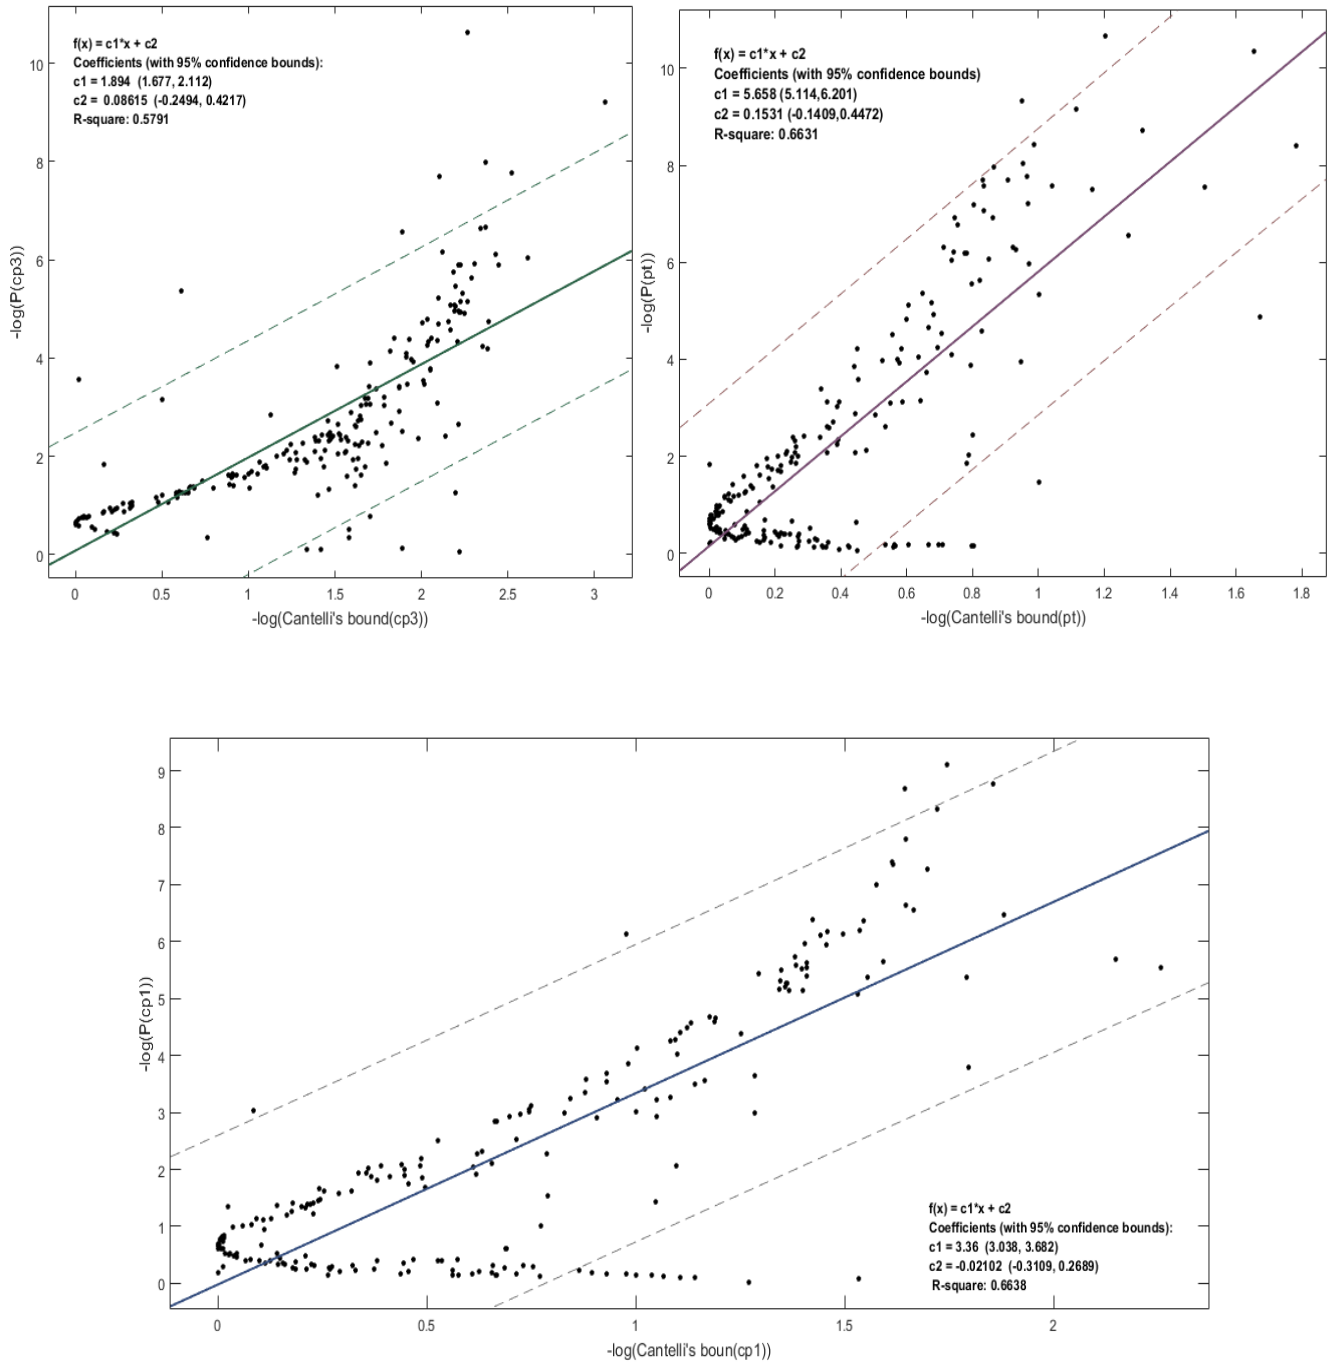 f(x) = c1*x + c2
Coefficients (with 95% confidence bounds):
c1 = 1.894 (1.677, 2.112)
c2 = 0.08615 (-0.2494, 0.4217)
R-square: 0.5791
10
8
6
4
2
0
-log(P(cp3))
0 0.5 1 1.5 2 2.5 3
-log(Cantelli's bound(cp3))
f(x) = c1*x + c2
Coefficients (with 95% confidence bounds)
c1 = 5.658 (5.114,6.201)
c2 = 0.1531 (-0.1409,0.4472)
R-square: 0.6631
10
8
6
4
2
0
-log(P(pt))
0 0.2 0.4 0.6 0.8 1 1.2 1.4 1.6 1.8
-log(Cantelli's bound(pt))
9
8
7
6
5
4
3
2
1
0
-log(P(cp1))
f(x) = c1*x + c2
Coefficients (with 95% confidence bounds):
c1 = 3.36 (3.038, 3.682)
c2 = -0.02102 (-0.3109, 0.2689)
R-square: 0.6638
0 0.5 1 1.5 2
-log(Cantelli's boun(cp1))